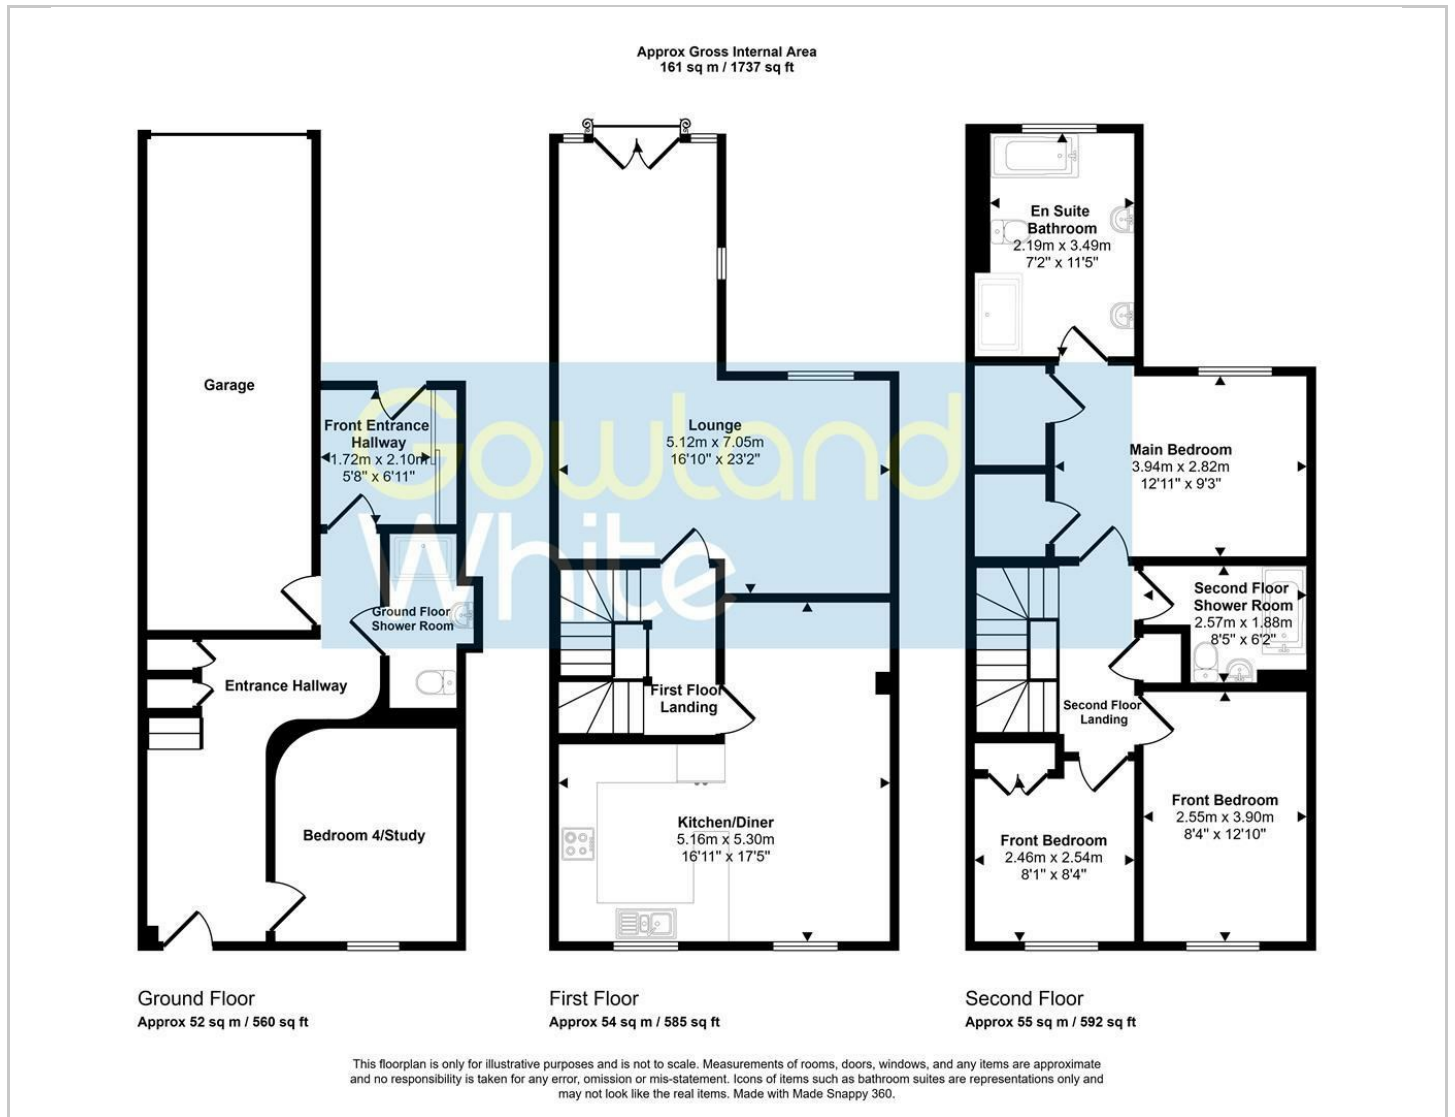 Approx Gross Internal Area
161 sq m / 1737 sq ft
Garage
Front Entrance
Hallway
1.72m x 2.10m
5'8" x 6'11"
Ground Floor
Shower Room
Entrance Hallway
Bedroom 4/Study
Lounge
5.12m x 7.05m
16'10" x 23'2"
First Floor
Landing
Kitchen/Diner
5.16m x 5.30m
16'11" x 17'5"
En Suite
Bathroom
2.19m x 3.49m
7'2" x 11'5"
Main Bedroom
3.94m x 2.82m
12'11" x 9'3"
Second Floor
Shower Room
2.57m x 1.88m
8'5" x 6'2"
Second Floor
Landing
Front Bedroom
2.55m x 3.90m
8'4" x 12'10"
Front Bedroom
2.46m x 2.54m
8'1" x 8'4"
Gowland
White
Ground Floor
Approx 52 sq m / 560 sq ft
First Floor
Approx 54 sq m / 585 sq ft
Second Floor
Approx 55 sq m / 592 sq ft
This floorplan is only for illustrative purposes and is not to scale. Measurements of rooms, doors, windows, and any items are approximate
and no responsibility is taken for any error, omission or mis-statement. Icons of items such as bathroom suites are representations only and
may not look like the real items. Made with Made Snappy 360.